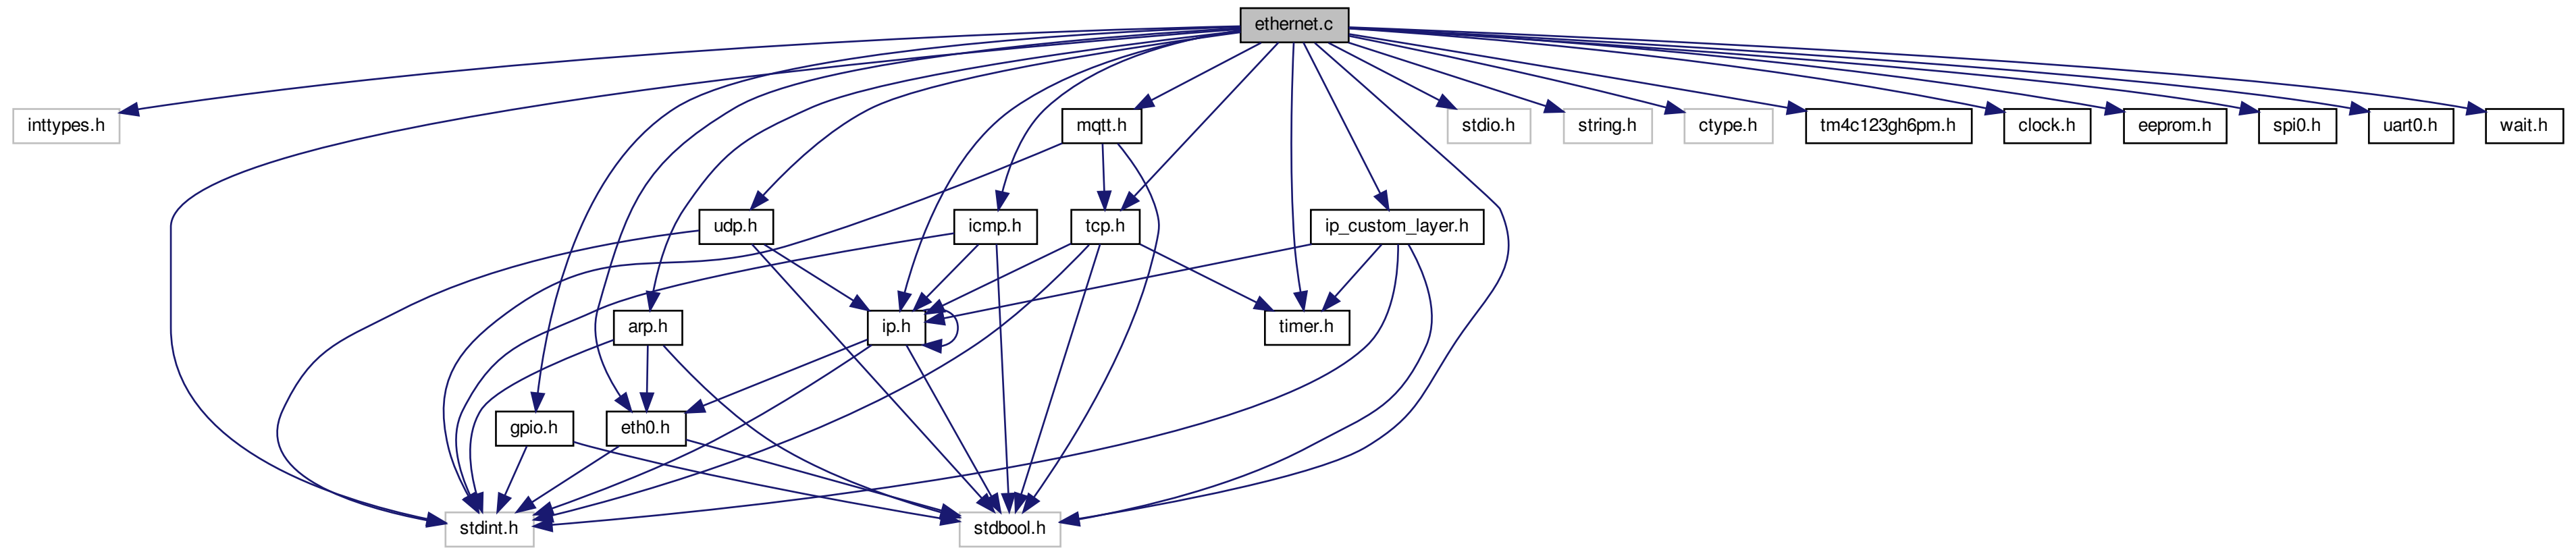 ethernet.c
inttypes.h
mqtt.h
stdio.h
string.h
ctype.h
tm4c123gh6pm.h
clock.h
eeprom.h
spi0.h
uart0.h
wait.h
udp.h
icmp.h
tcp.h
ip_custom_layer.h
arp.h
ip.h
timer.h
gpio.h
eth0.h
stdint.h
stdbool.h